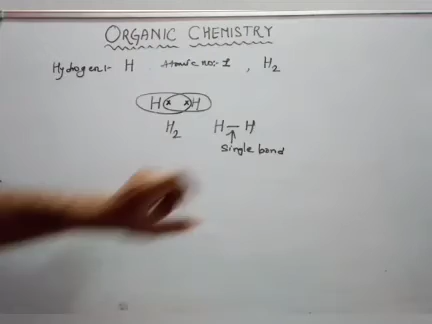 ORGANIC CHEMISTRY
Hydrogen:- H Atomic no:- 1 , H2
H x x H
H2 H — H
Single bond